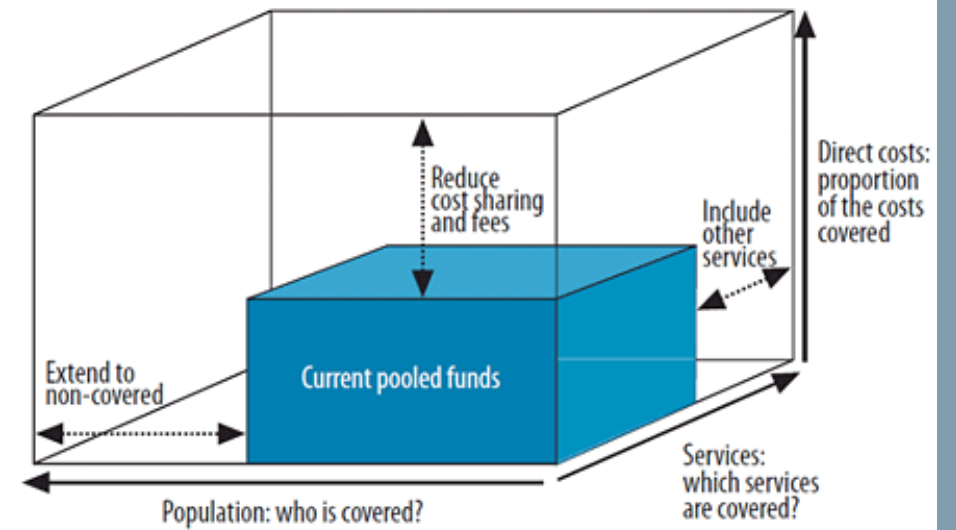 Reduce
cost sharing
and fees
Include
other
services
Direct costs:
proportion
of the costs
covered
Extend to
non-covered
Current pooled funds
Services:
which services
are covered?
Population: who is covered?